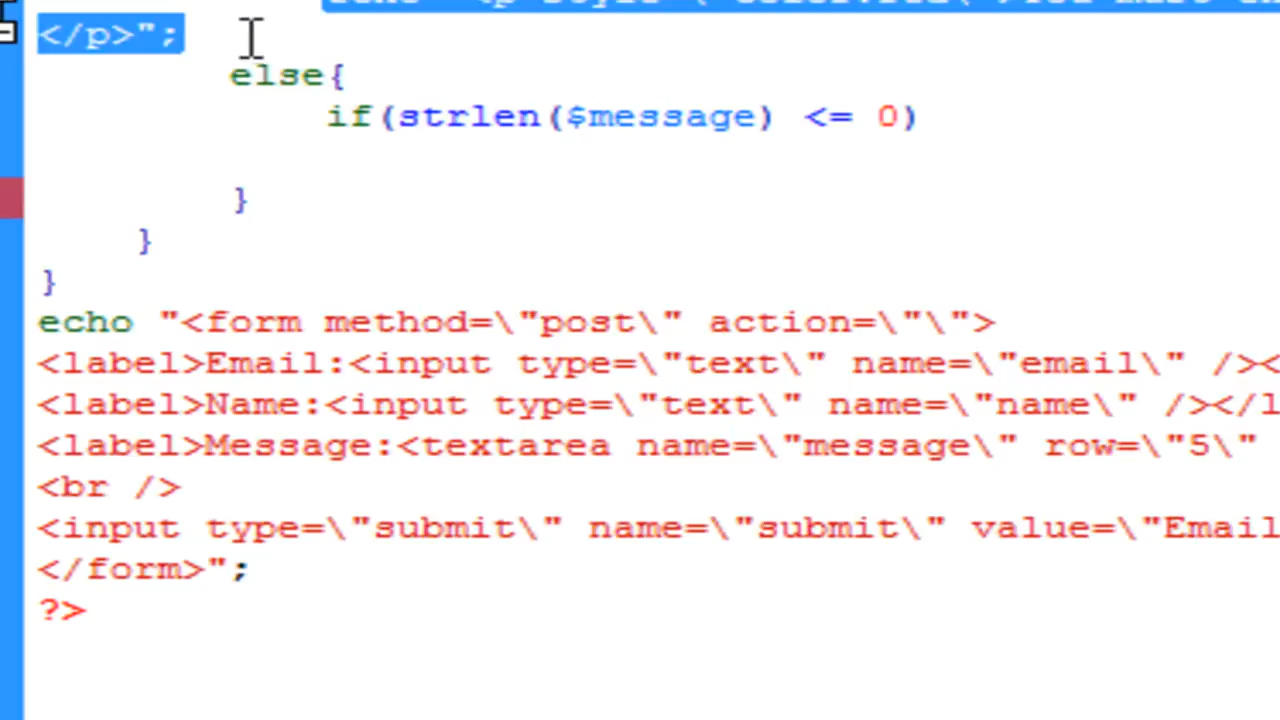 </p>";
else{
if(strlen($message) <= 0)
}
}
}
echo "<form method=\"post\" action=\"\">
<label>Email:<input type=\"text\" name=\"email\" /><
<label>Name:<input type=\"text\" name=\"name\" /></l
<label>Message:<textarea name=\"message\" row=\"5\"
<br />
<input type=\"submit\" name=\"submit\" value=\"Email
</form>";
?>